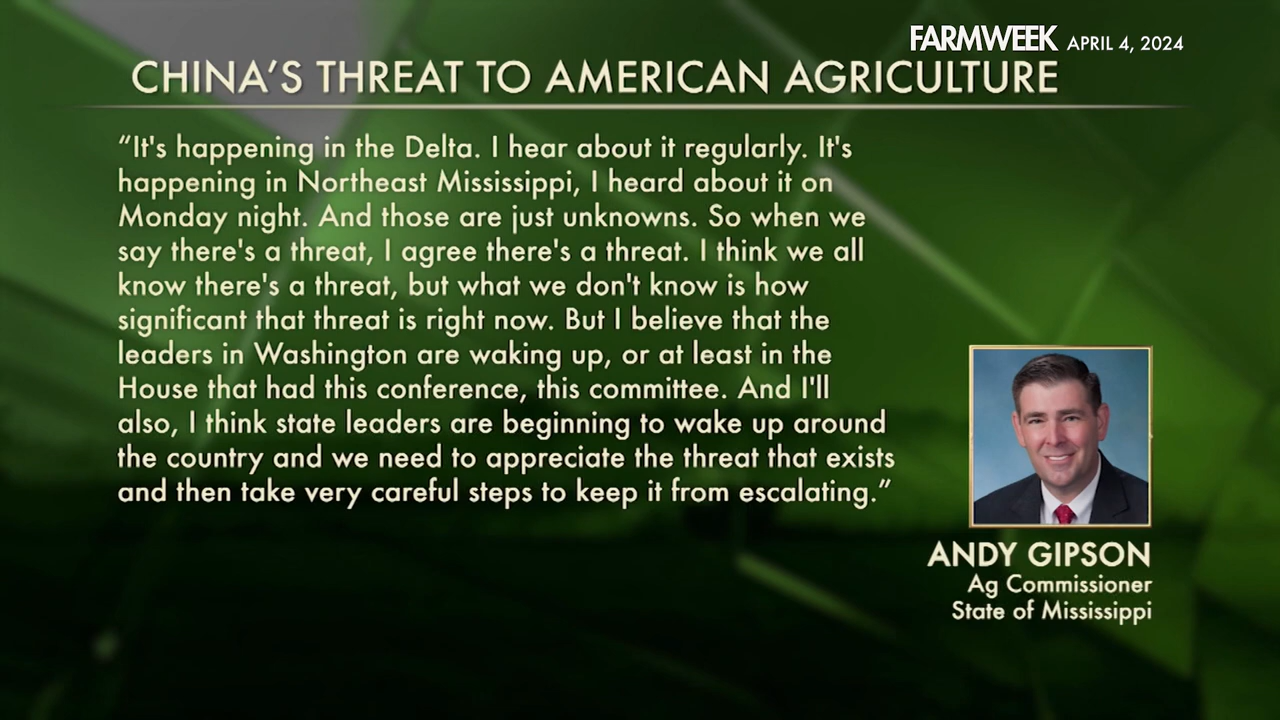 FARMWEEK APRIL 4, 2024
CHINA'S THREAT TO AMERICAN AGRICULTURE
“It's happening in the Delta. I hear about it regularly. It's
happening in Northeast Mississippi, I heard about it on
Monday night. And those are just unknowns. So when we
say there's a threat, I agree there's a threat. I think we all
know there's a threat, but what we don't know is how
significant that threat is right now. But I believe that the
leaders in Washington are waking up, or at least in the
House that had this conference, this committee. And I'll
also, I think state leaders are beginning to wake up around
the country and we need to appreciate the threat that exists
and then take very careful steps to keep it from escalating.”
ANDY GIPSON
Ag Commissioner
State of Mississippi